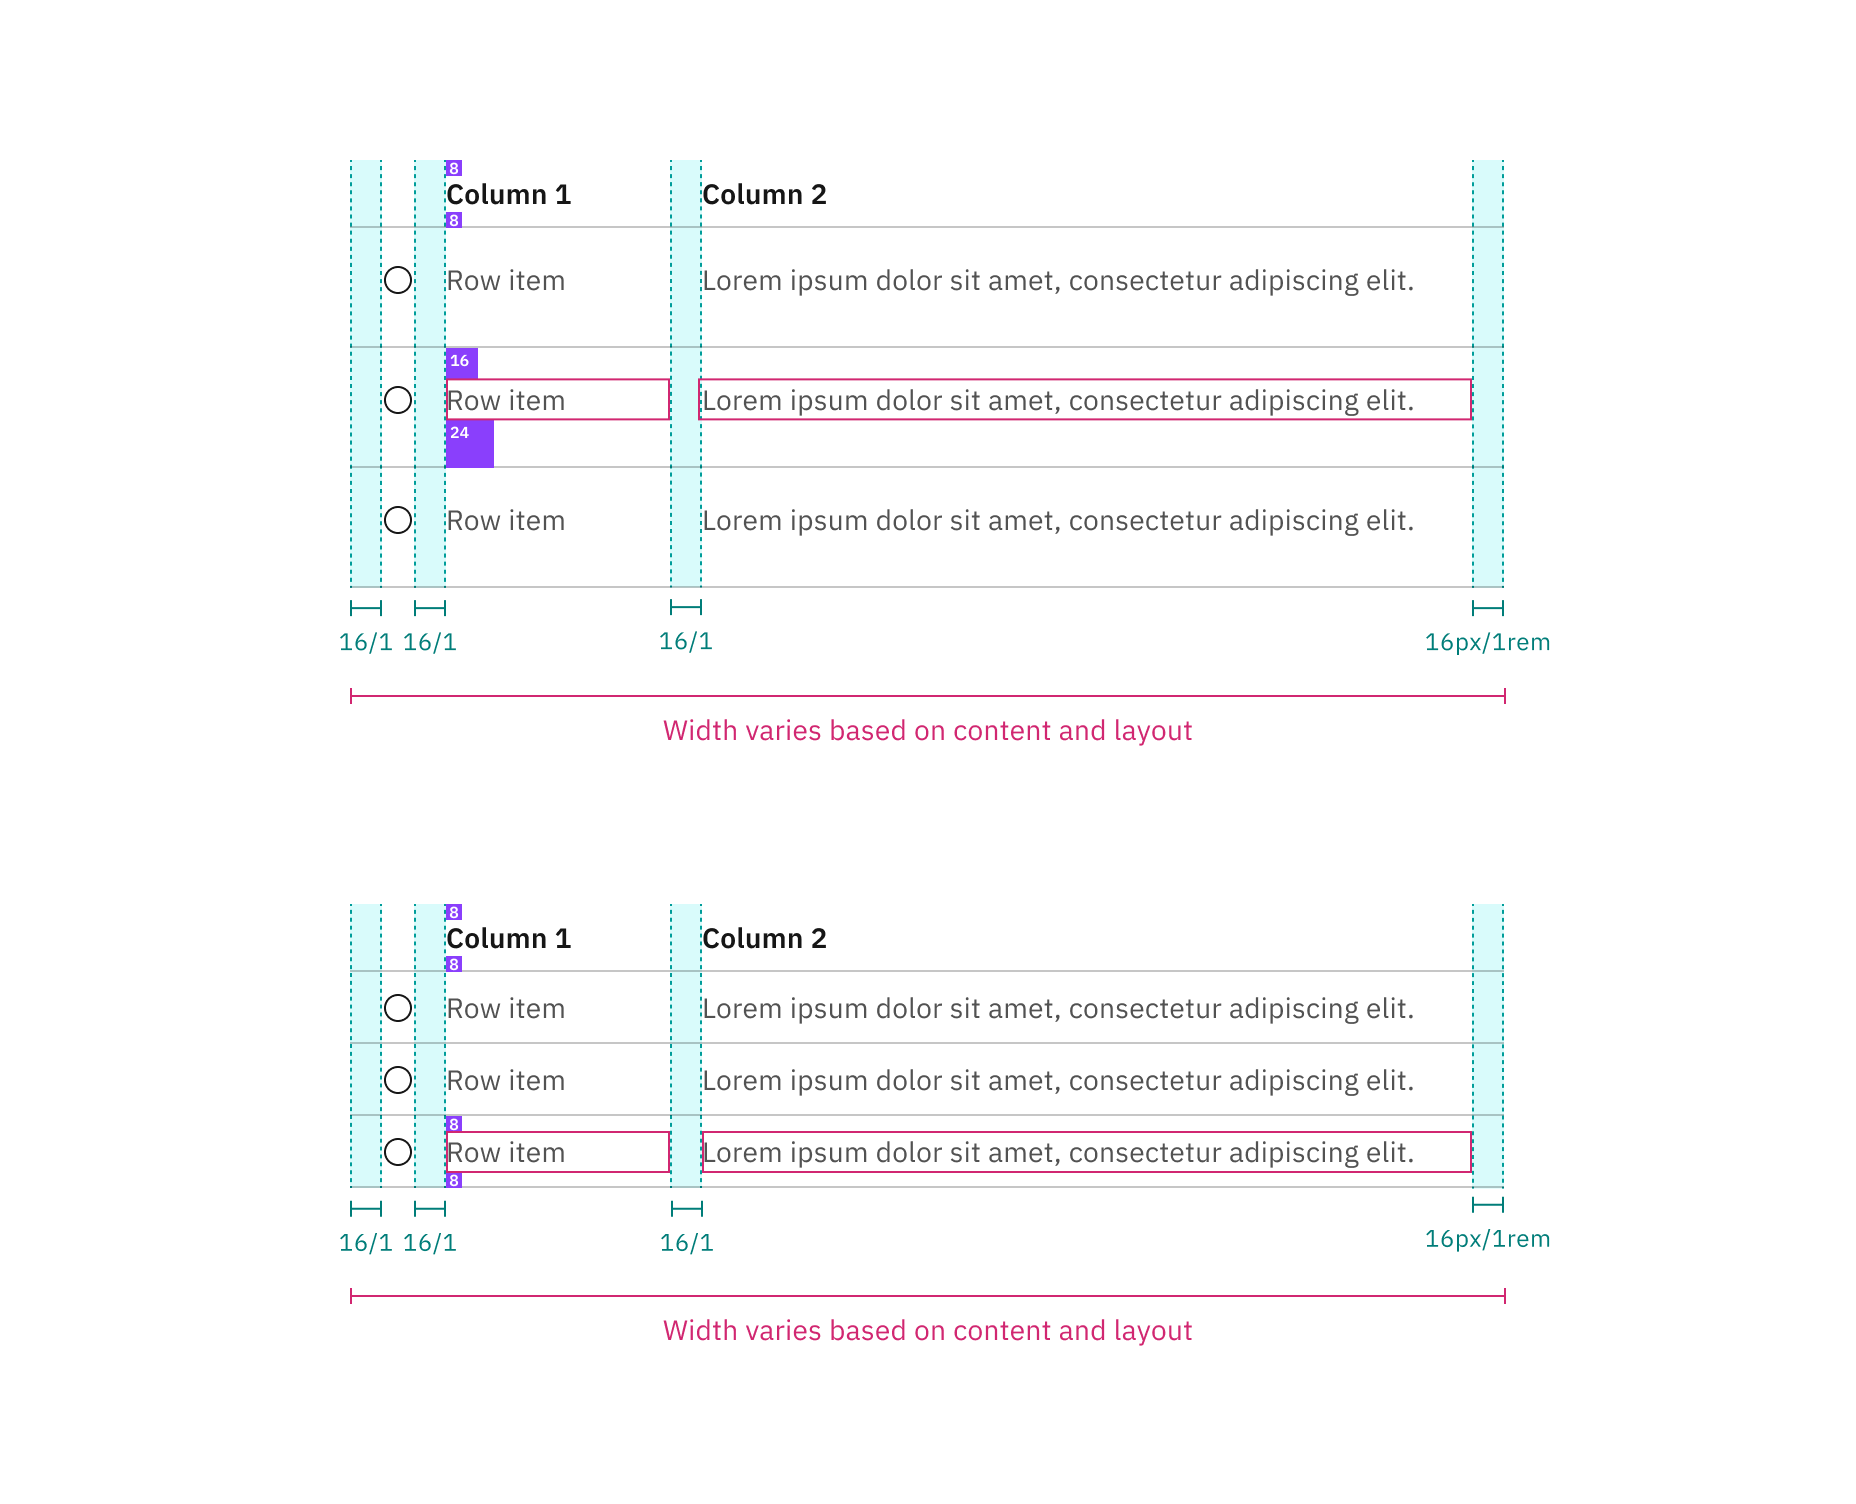 8
Column 1 Column 2
8
Row item Lorem ipsum dolor sit amet, consectetur adipiscing elit.
16
Row item Lorem ipsum dolor sit amet, consectetur adipiscing elit.
24
Row item Lorem ipsum dolor sit amet, consectetur adipiscing elit.
16/1 16/1 16/1 16px/1rem
Width varies based on content and layout
8
Column 1 Column 2
8
Row item Lorem ipsum dolor sit amet, consectetur adipiscing elit.
Row item Lorem ipsum dolor sit amet, consectetur adipiscing elit.
8
Row item Lorem ipsum dolor sit amet, consectetur adipiscing elit.
8
16/1 16/1 16/1 16px/1rem
Width varies based on content and layout